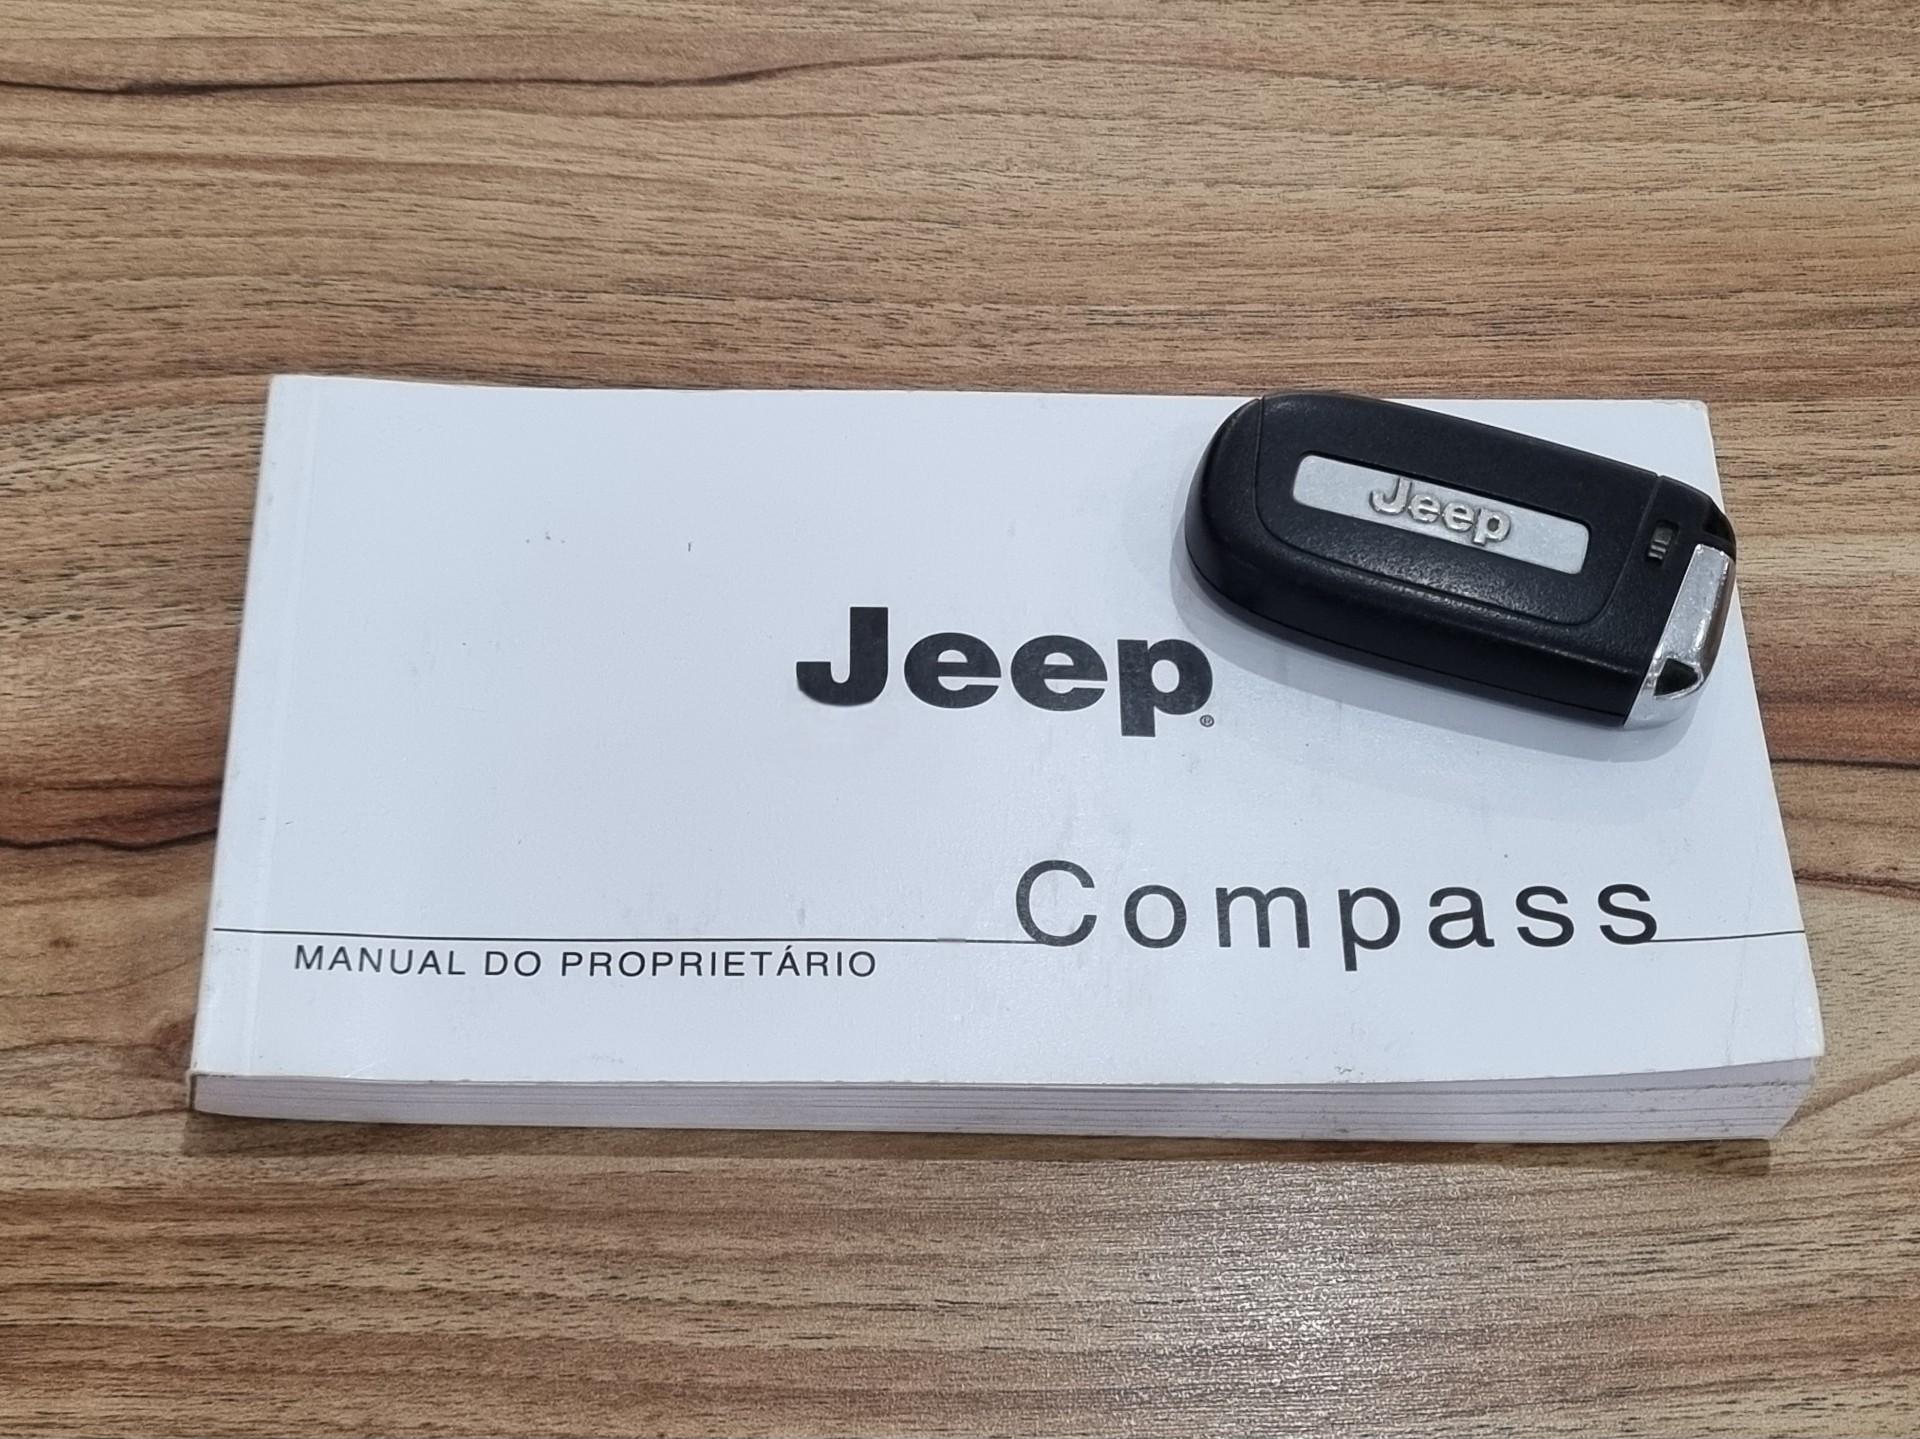 Jeep
Jeep®
Compass
MANUAL DO PROPRIETÁRIO